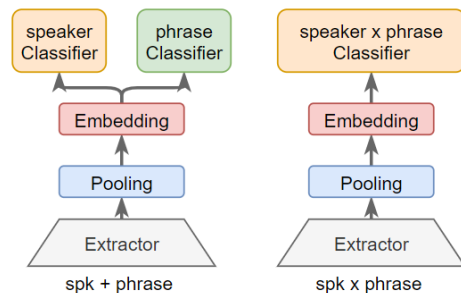 speaker
Classifier
phrase
Classifier
Embedding
Pooling
Extractor
spk + phrase
speaker x phrase
Classifier
Embedding
Pooling
Extractor
spk x phrase